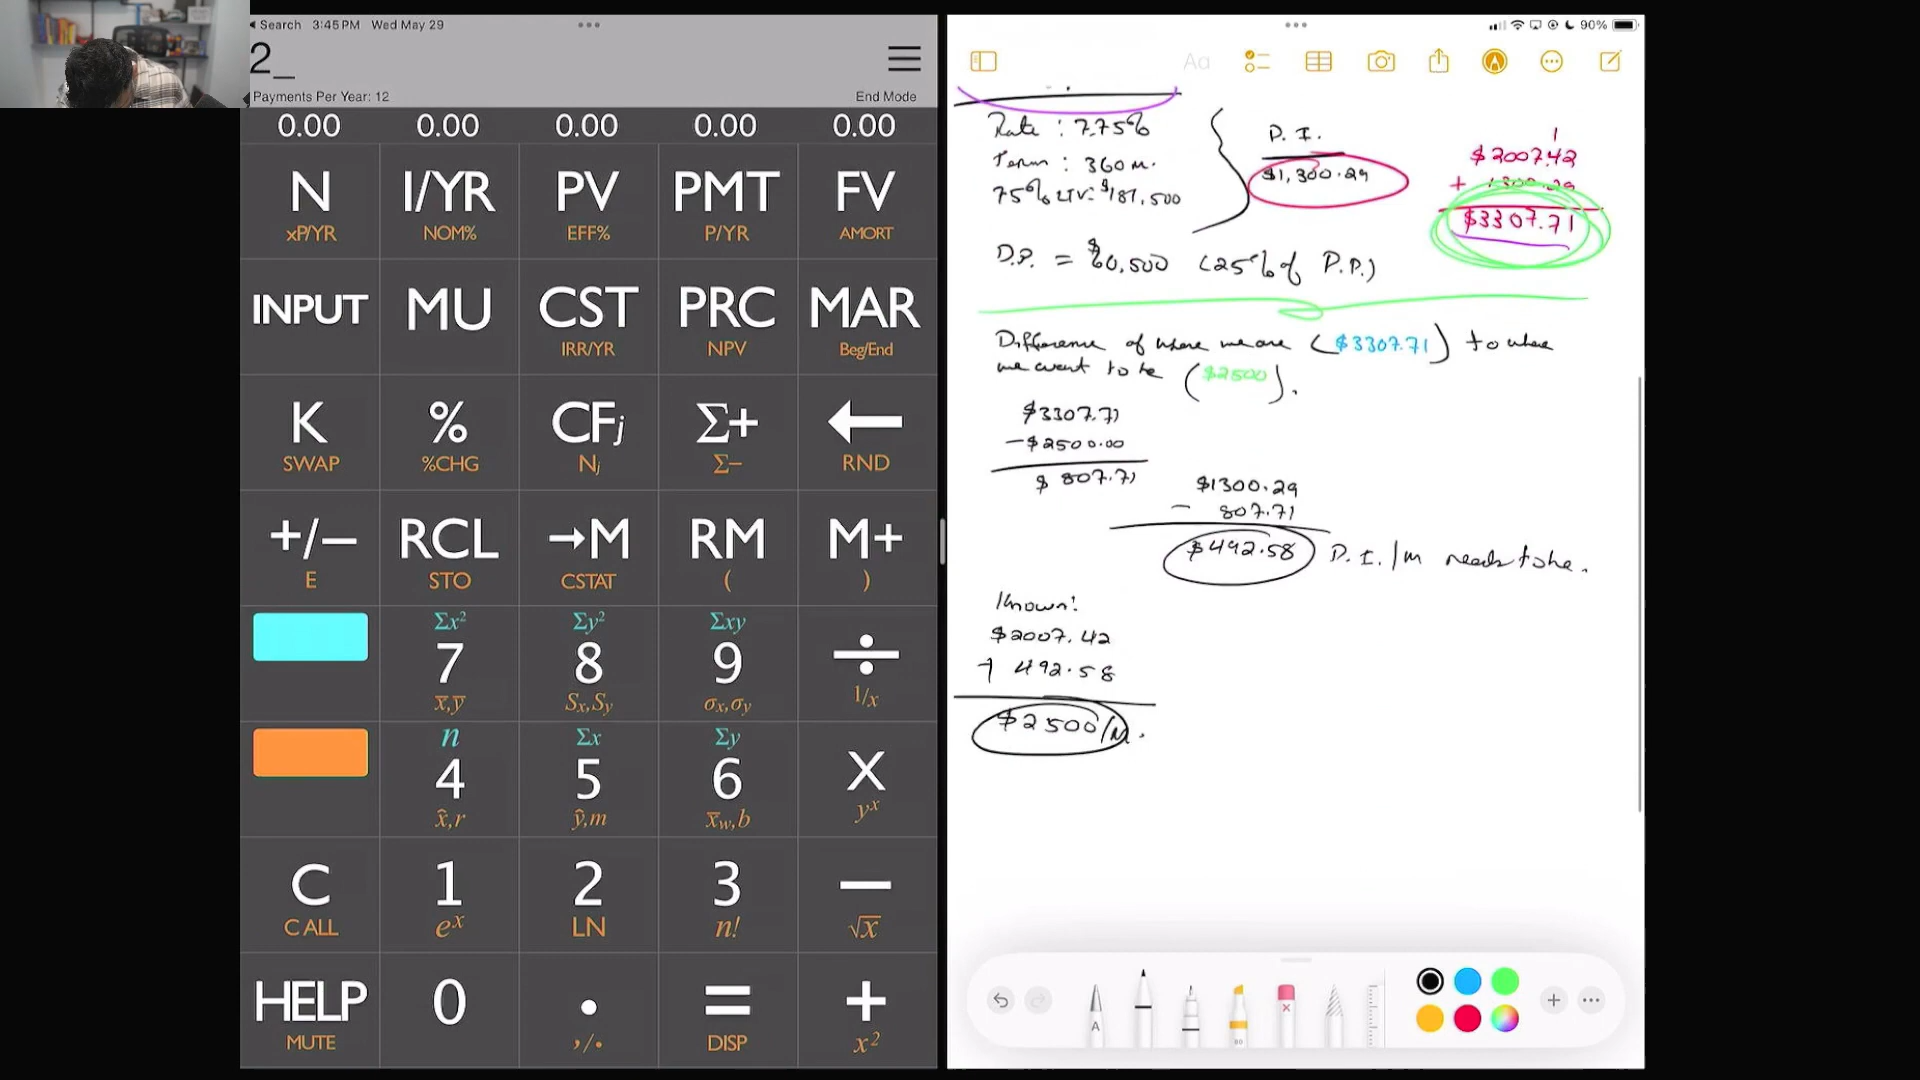 Search 3:45 PM Wed May 29
2_
Payments Per Year: 12 End Mode
0.00 0.00 0.00 0.00 0.00
N I/YR PV PMT FV
xP/YR NOM% EFF% P/YR AMORT
INPUT MU CST PRC MAR
IRR/YR NPV Beg/End
K % CFj Σ+ ←
SWAP %CHG Nj Σ− RND
+/− RCL →M RM M+
E STO CSTAT ( )
Σx² Σy² Σxy
7 8 9 ÷
x̅,y̅ Sx,Sy σx,σy 1/x
n Σx Σy
4 5 6 X
x̂,r ŷ,m x̅w,b yˣ
C 1 2 3 −
C ALL eˣ LN n! √x
HELP 0 . = +
MUTE ,/. DISP x²
90%
Aa
Rate : 7.75%
Term : 360 m.
75% LTV: $181,500
P. I.
$1,300.29
1
$2007.42
+ 1300.29
$3307.71
D.P. = $60,500 (25% of P.P.)
Difference of where we are ($3307.71) to where
we want to be ($2500).
$3307.71
-$2500.00
$ 807.71
$1300.29
- 807.71
$492.58 P.I./m needs to be.
Known:
$2007.42
+ 492.58
$2500/m.
A
80